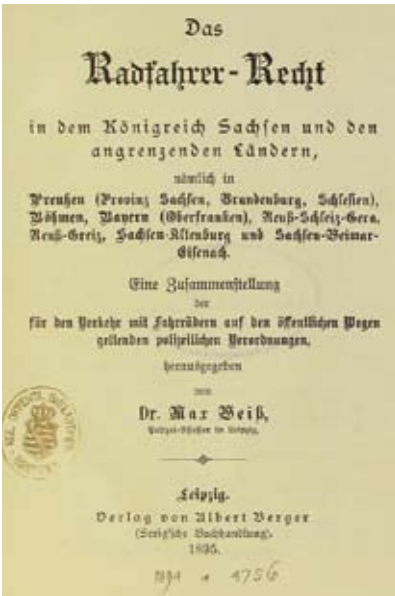 Das
Radfahrer-Recht
in dem Königreich Sachsen und den
angrenzenden Ländern,
nämlich in
Preußen (Provinz Sachsen, Brandenburg, Schlesien),
Böhmen, Bayern (Oberfranken), Reuß-Schleiz-Gera,
Reuß-Greiz, Sachsen-Altenburg und Sachsen-Weimar-
Eisenach.
Eine Zusammenstellung
der
für den Verkehr mit Fahrrädern auf den öffentlichen Wegen
geltenden polizeilichen Verordnungen,
herausgegeben
von
Dr. Max Weiß,
Polizei-Assessor in Leipzig.
Leipzig.
Verlag von Albert Berger
(Serig'sche Buchhandlung).
1895.
4756